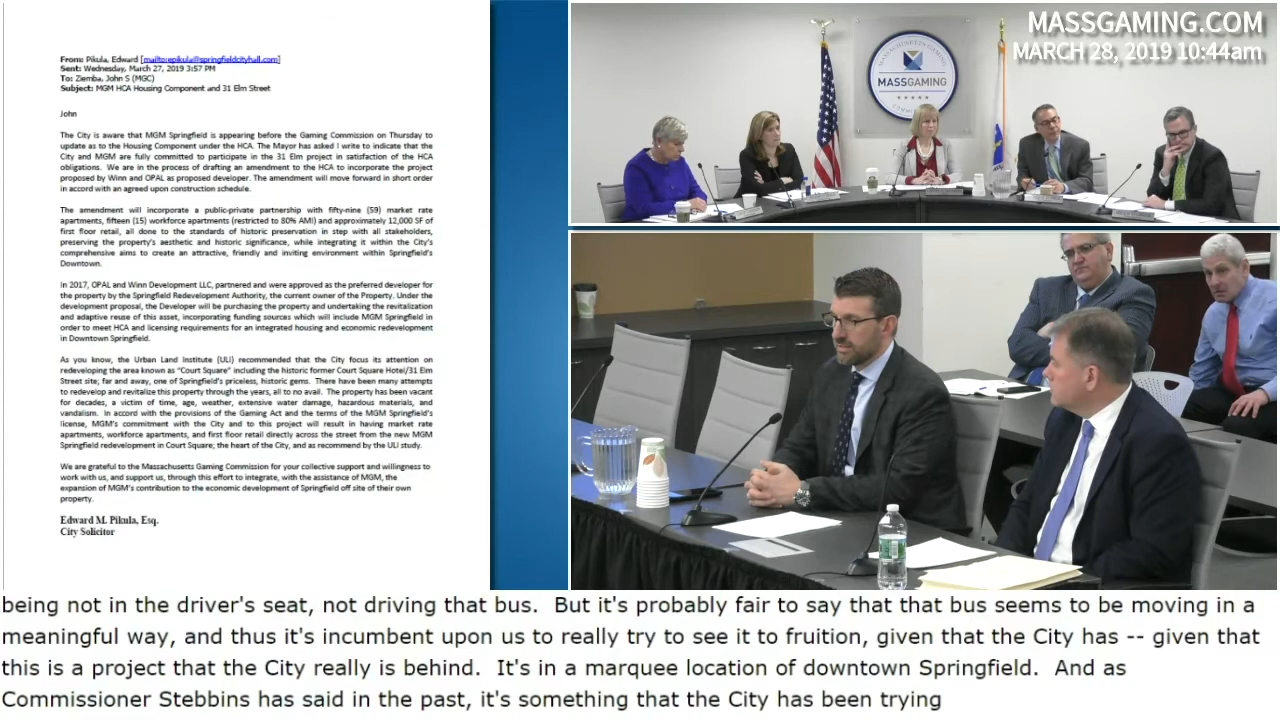 From: Pikula, Edward [mailto:epikula@springfieldcityhall.com]
Sent: Wednesday, March 27, 2019 3:57 PM
To: Ziemba, John S (MGC)
Subject: MGM HCA Housing Component and 31 Elm Street
John
The City is aware that MGM Springfield is appearing before the Gaming Commission on Thursday to
update as to the Housing Component under the HCA. The Mayor has asked I write to indicate that the
City and MGM are fully committed to participate in the 31 Elm project in satisfaction of the HCA
obligations. We are in the process of drafting an amendment to the HCA to incorporate the project
proposed by Winn and OPAL as proposed developer. The amendment will move forward in short order
in accord with an agreed upon construction schedule.
The amendment will incorporate a public-private partnership with fifty-nine (59) market rate
apartments, fifteen (15) workforce apartments (restricted to 80% AMI) and approximately 12,000 SF of
first floor retail, all done to the standards of historic preservation in step with all stakeholders,
preserving the property's aesthetic and historic significance, while integrating it within the City's
comprehensive aims to create an attractive, friendly and inviting environment within Springfield's
Downtown.
In 2017, OPAL and Winn Development LLC, partnered and were approved as the preferred developer for
the property by the Springfield Redevelopment Authority, the current owner of the Property. Under the
development proposal, the Developer will be purchasing the property and undertaking the revitalization
and adaptive reuse of this asset, incorporating funding sources which will include MGM Springfield in
order to meet HCA and licensing requirements for an integrated housing and economic redevelopment
in Downtown Springfield.
As you know, the Urban Land Institute (ULI) recommended that the City focus its attention on
redeveloping the area known as "Court Square" including the historic former Court Square Hotel/31 Elm
Street site; far and away, one of Springfield's priceless, historic gems. There have been many attempts
to redevelop and revitalize this property through the years, all to no avail. The property has been vacant
for decades, a victim of time, age, weather, extensive water damage, hazardous materials, and
vandalism. In accord with the provisions of the Gaming Act and the terms of the MGM Springfield's
license, MGM's commitment with the City and to this project will result in having market rate
apartments, workforce apartments, and first floor retail directly across the street from the new MGM
Springfield redevelopment in Court Square; the heart of the City, and as recommend by the ULI study.
We are grateful to the Massachusetts Gaming Commission for your collective support and willingness to
work with us, and support us, through this effort to integrate, with the assistance of MGM, the
expansion of MGM's contribution to the economic development of Springfield off site of their own
property.
Edward M. Pikula, Esq.
City Solicitor
MASSGAMING.COM
MARCH 28, 2019 10:44am
MASSACHUSETTS GAMING
MASSGAMING
being not in the driver's seat, not driving that bus.  But it's probably fair to say that that bus seems to be moving in a
meaningful way, and thus it's incumbent upon us to really try to see it to fruition, given that the City has -- given that
this is a project that the City really is behind.  It's in a marquee location of downtown Springfield.  And as
Commissioner Stebbins has said in the past, it's something that the City has been trying